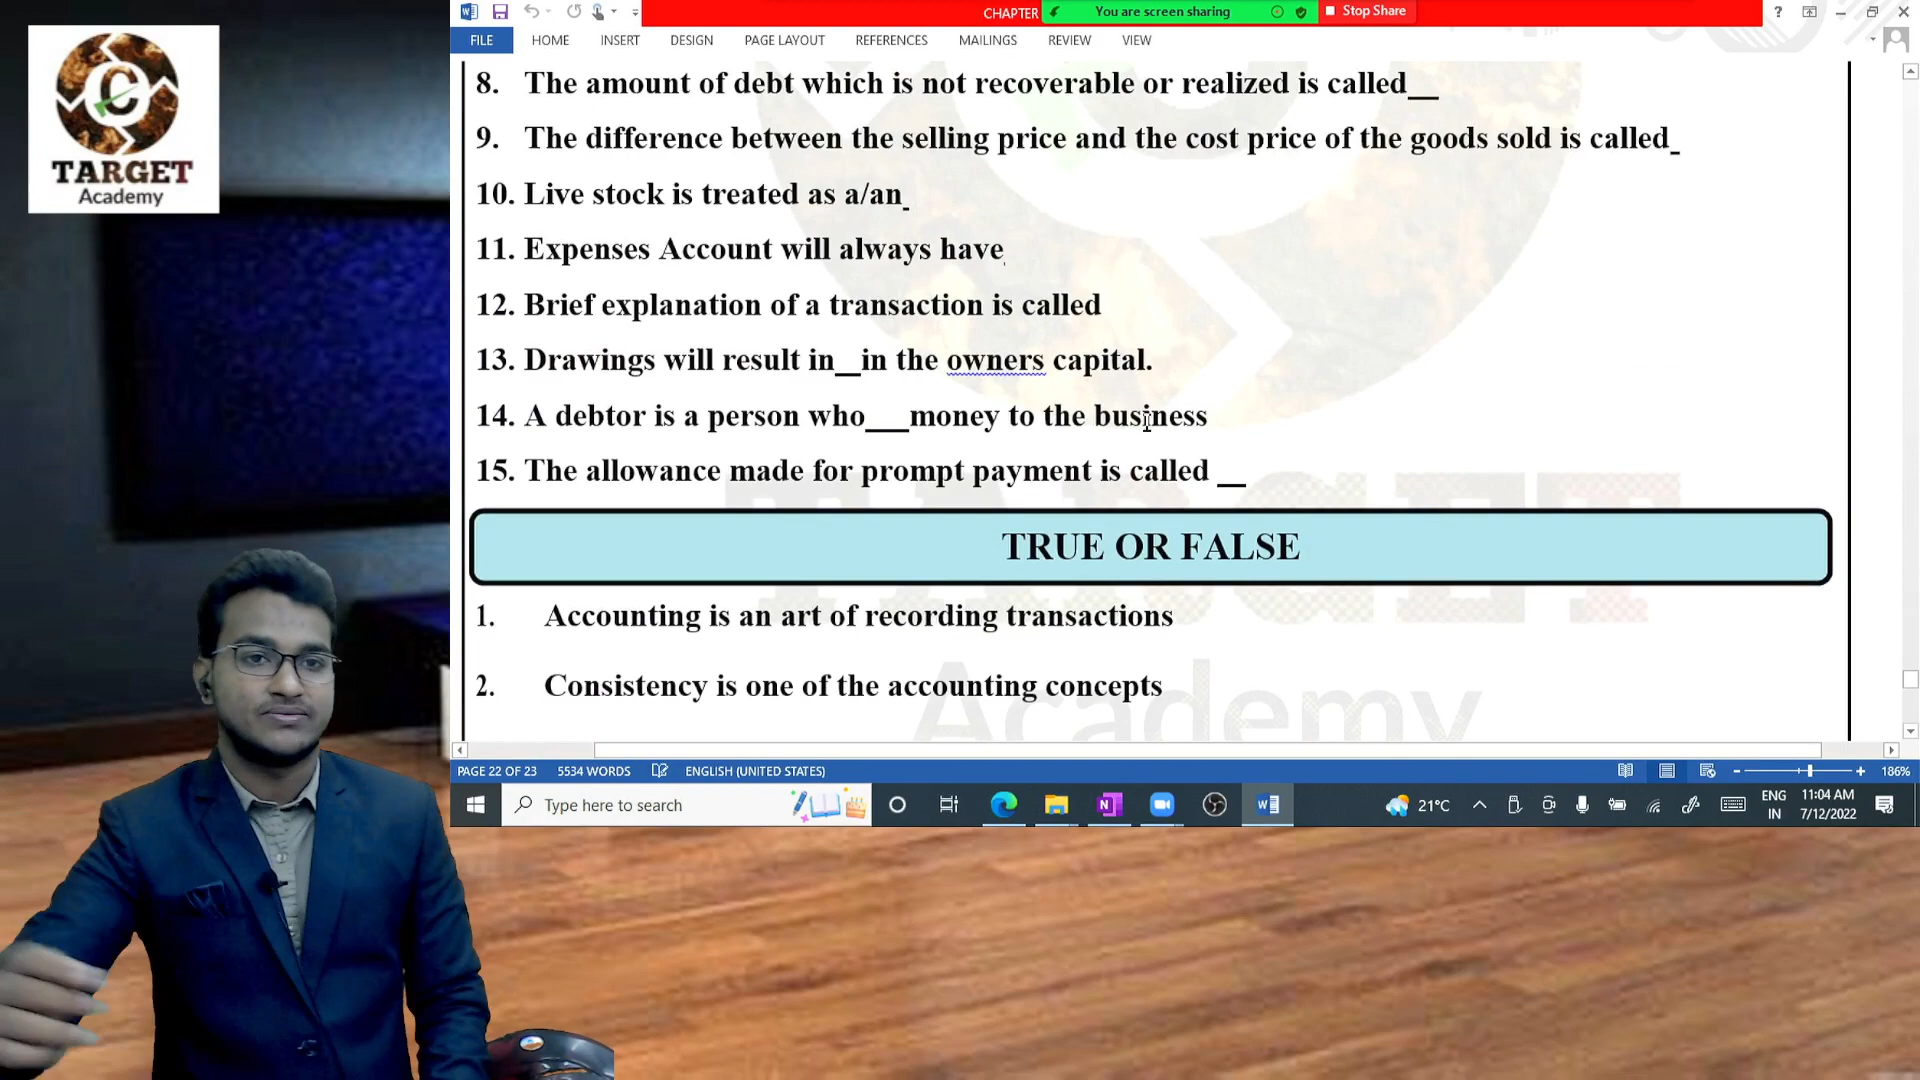 TARGET
Academy
CHAPTER
You are screen sharing
Stop Share
?
FILE
HOME
INSERT
DESIGN
PAGE LAYOUT
REFERENCES
MAILINGS
REVIEW
VIEW
8. The amount of debt which is not recoverable or realized is called__
9. The difference between the selling price and the cost price of the goods sold is called_
10. Live stock is treated as a/an_
11. Expenses Account will always have
12. Brief explanation of a transaction is called
13. Drawings will result in__in the owners capital.
14. A debtor is a person who___money to the business
15. The allowance made for prompt payment is called __
TRUE OR FALSE
1. Accounting is an art of recording transactions
2. Consistency is one of the accounting concepts
TARGET
Academy
PAGE 22 OF 23
5534 WORDS
ENGLISH (UNITED STATES)
186%
Type here to search
21°C
ENG
IN
11:04 AM
7/12/2022